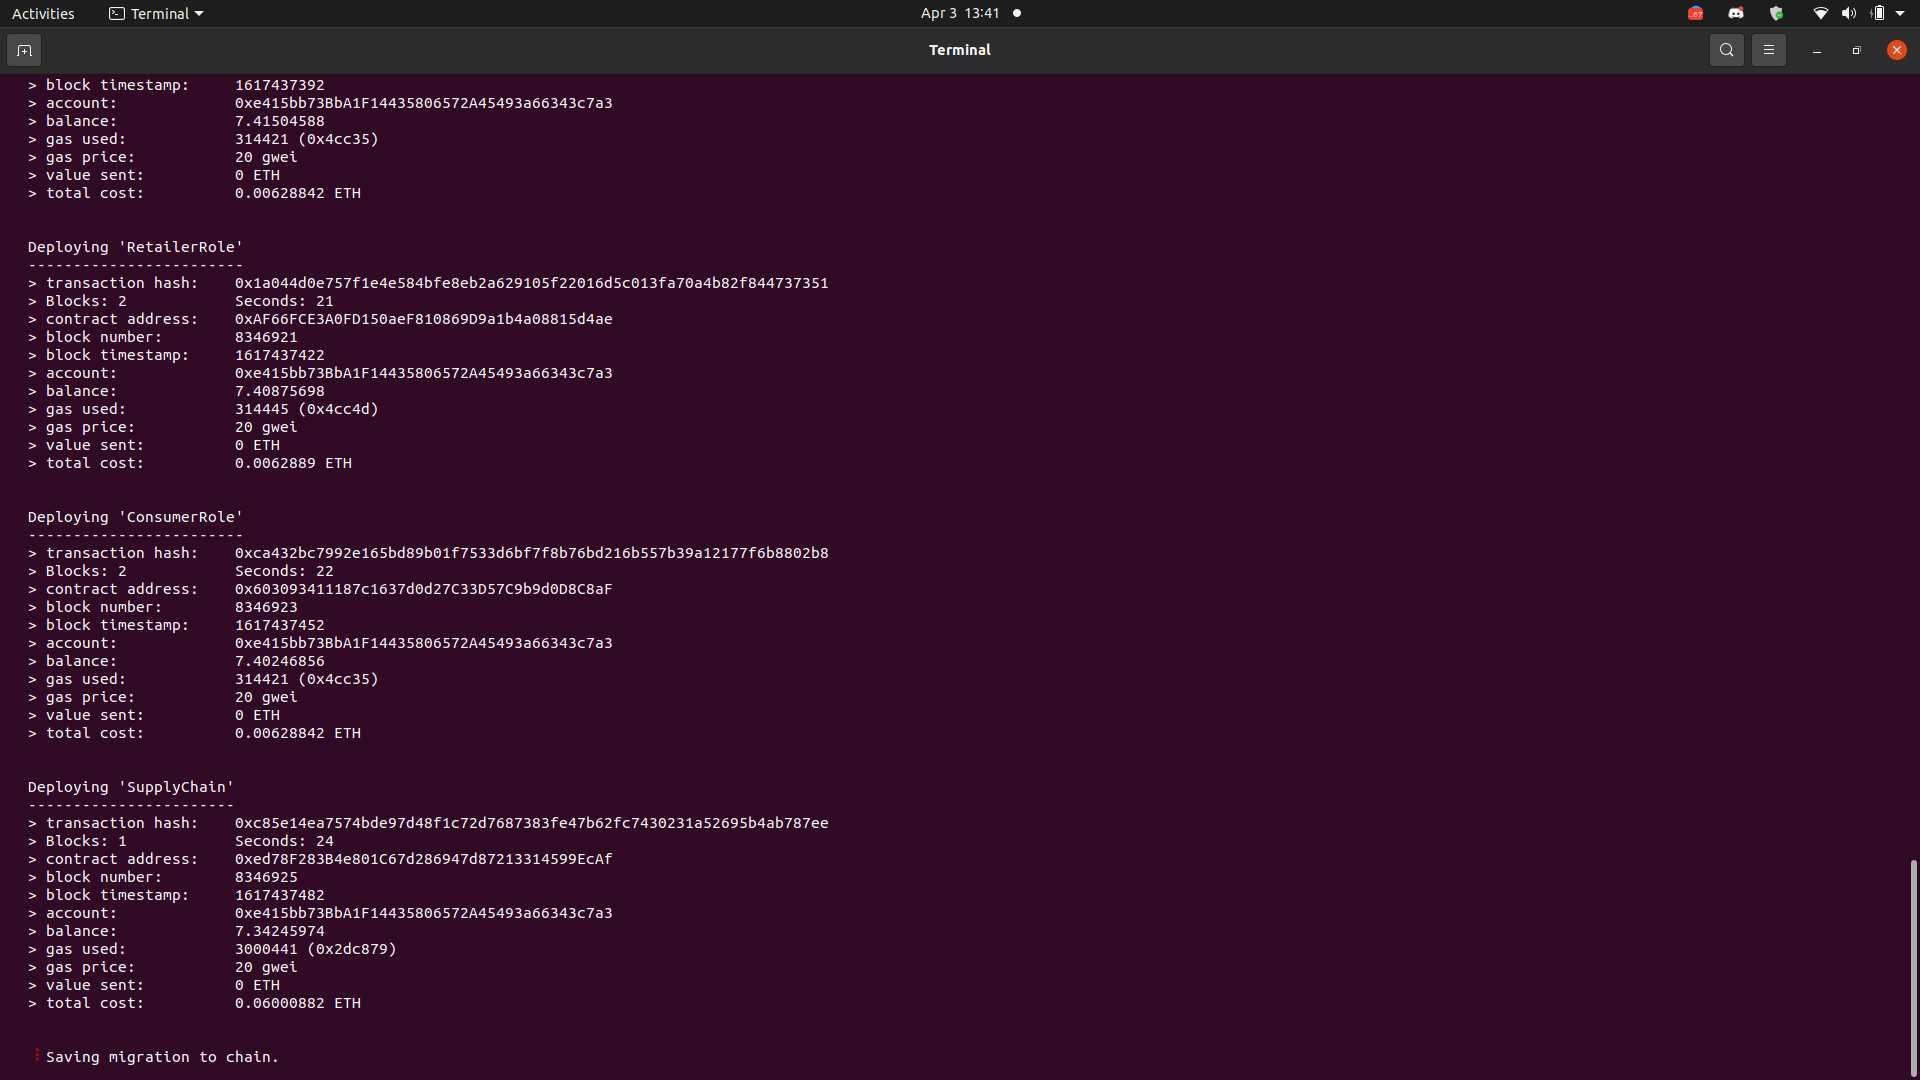 Activities Terminal Apr 3 13:41
Terminal
> block timestamp: 1617437392
> account: 0xe415bb73BbA1F14435806572A45493a66343c7a3
> balance: 7.41504588
> gas used: 314421 (0x4cc35)
> gas price: 20 gwei
> value sent: 0 ETH
> total cost: 0.00628842 ETH
Deploying 'RetailerRole'
------------------------
> transaction hash: 0x1a044d0e757f1e4e584bfe8eb2a629105f22016d5c013fa70a4b82f844737351
> Blocks: 2 Seconds: 21
> contract address: 0xAF66FCE3A0FD150aeF810869D9a1b4a08815d4ae
> block number: 8346921
> block timestamp: 1617437422
> account: 0xe415bb73BbA1F14435806572A45493a66343c7a3
> balance: 7.40875698
> gas used: 314445 (0x4cc4d)
> gas price: 20 gwei
> value sent: 0 ETH
> total cost: 0.0062889 ETH
Deploying 'ConsumerRole'
------------------------
> transaction hash: 0xca432bc7992e165bd89b01f7533d6bf7f8b76bd216b557b39a12177f6b8802b8
> Blocks: 2 Seconds: 22
> contract address: 0x603093411187c1637d0d27C33D57C9b9d0D8C8aF
> block number: 8346923
> block timestamp: 1617437452
> account: 0xe415bb73BbA1F14435806572A45493a66343c7a3
> balance: 7.40246856
> gas used: 314421 (0x4cc35)
> gas price: 20 gwei
> value sent: 0 ETH
> total cost: 0.00628842 ETH
Deploying 'SupplyChain'
-----------------------
> transaction hash: 0xc85e14ea7574bde97d48f1c72d7687383fe47b62fc7430231a52695b4ab787ee
> Blocks: 1 Seconds: 24
> contract address: 0xed78F283B4e801C67d286947d87213314599EcAf
> block number: 8346925
> block timestamp: 1617437482
> account: 0xe415bb73BbA1F14435806572A45493a66343c7a3
> balance: 7.34245974
> gas used: 3000441 (0x2dc879)
> gas price: 20 gwei
> value sent: 0 ETH
> total cost: 0.06000882 ETH
Saving migration to chain.